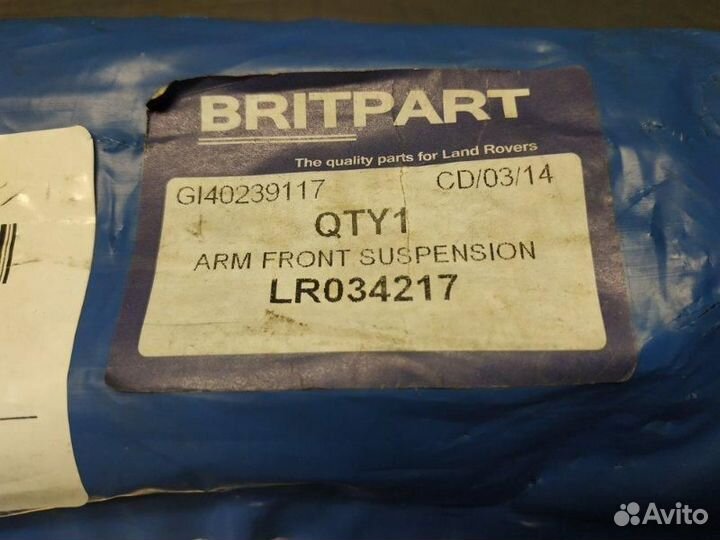 BRITPART
The quality parts for Land Rovers
GI40239117 CD/03/14
QTY1
ARM FRONT SUSPENSION
LR034217
Avito